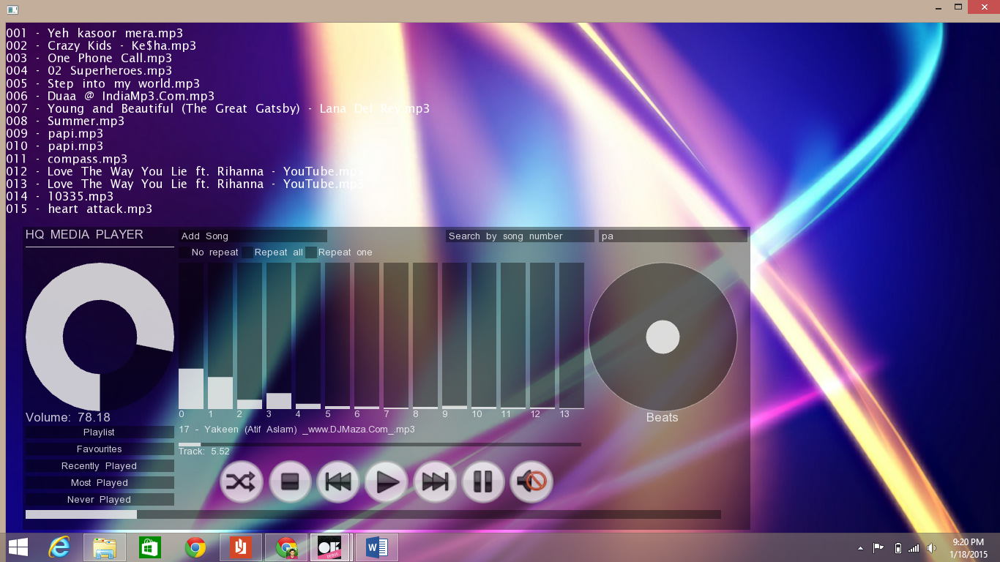 001 - Yeh kasoor mera.mp3
002 - Crazy Kids - Ke$ha.mp3
003 - One Phone Call.mp3
004 - 02 Superheroes.mp3
005 - Step into my world.mp3
006 - Duaa @ IndiaMp3.Com.mp3
007 - Young and Beautiful (The Great Gatsby) - Lana Del Rey.mp3
008 - Summer.mp3
009 - papi.mp3
010 - papi.mp3
011 - compass.mp3
012 - Love The Way You Lie ft. Rihanna - YouTube.mp3
013 - Love The Way You Lie ft. Rihanna - YouTube.mp3
014 - 10335.mp3
015 - heart attack.mp3
HQ MEDIA PLAYER
Add Song
Search by song number
pa
No repeat Repeat all Repeat one
0 1 2 3 4 5 6 7 8 9 10 11 12 13
Volume: 78.18
Beats
17 - Yakeen (Atif Aslam) _www.DJMaza.Com_.mp3
Track: 5.52
Playlist
Favourites
Recently Played
Most Played
Never Played
OF
DEBUG
W
9:20 PM
1/18/2015